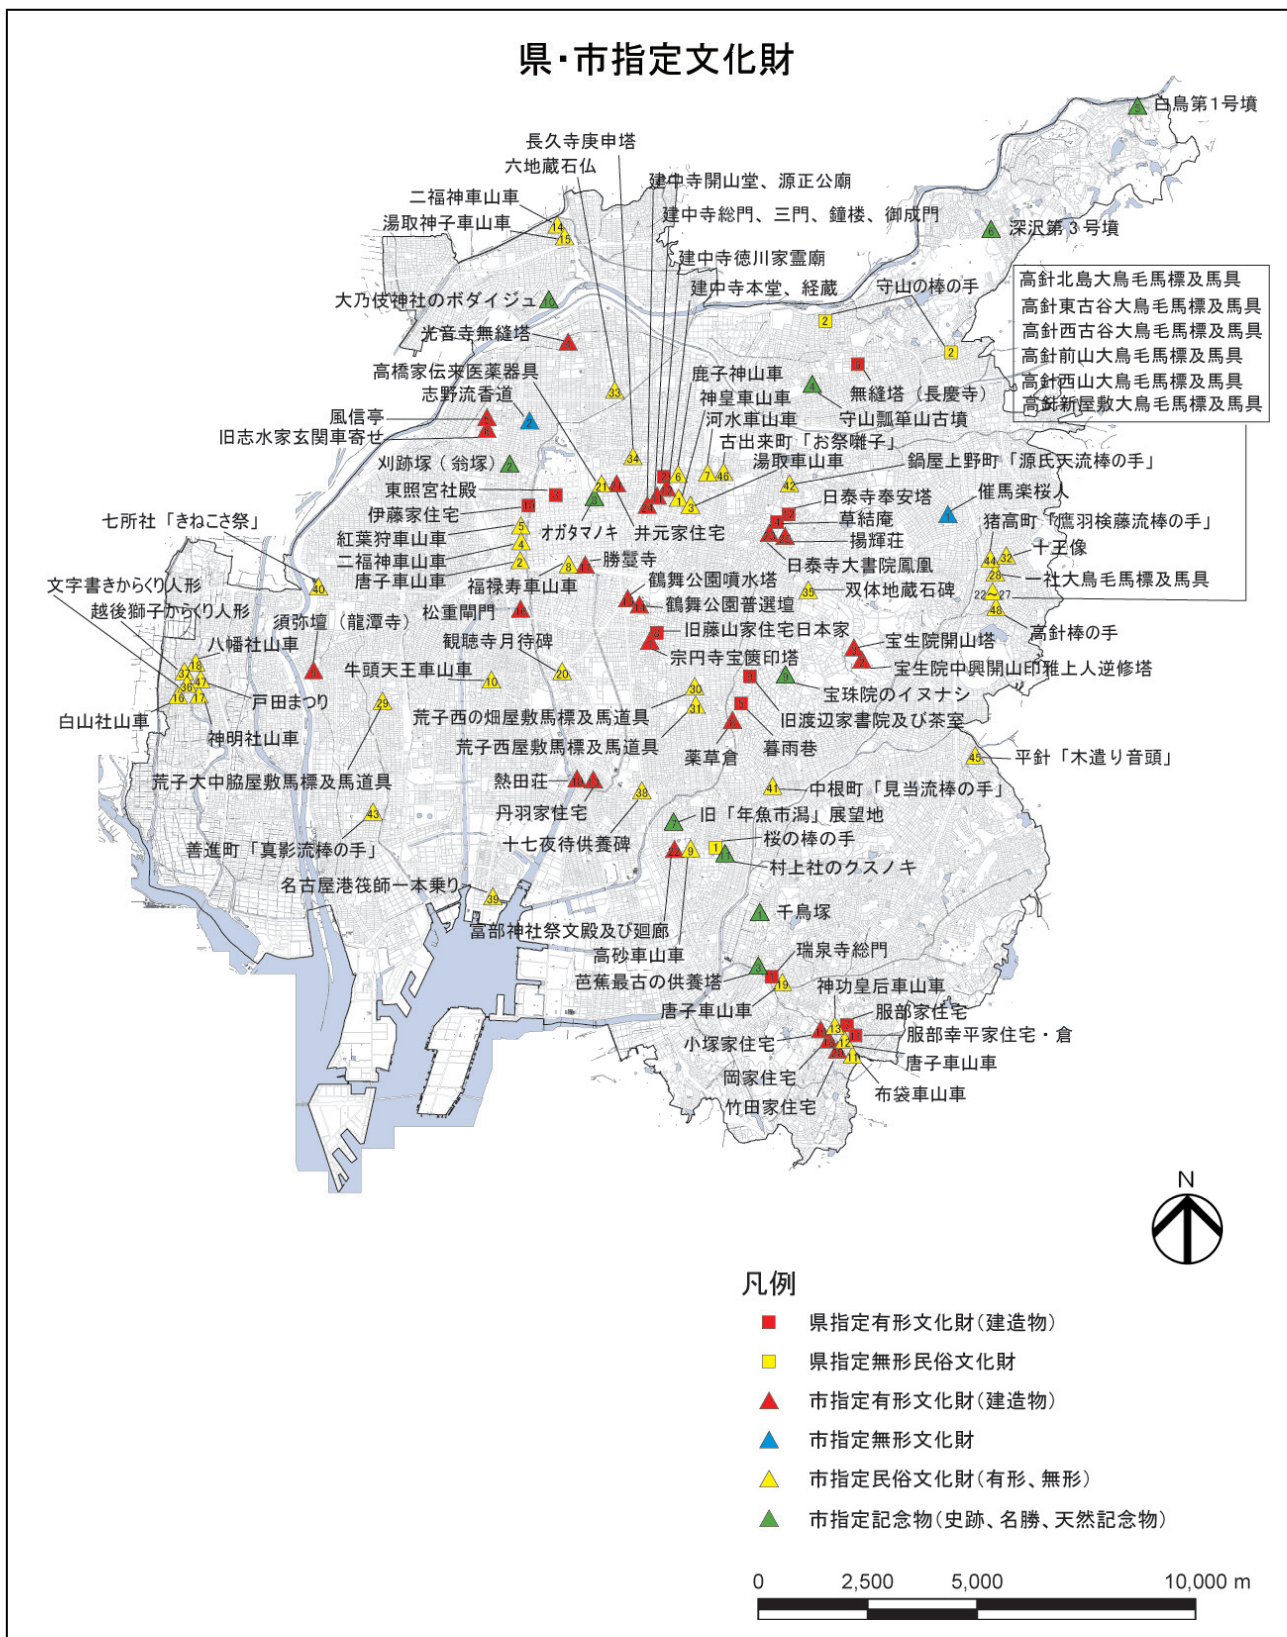 県・市指定文化財
白鳥第1号墳
長久寺庚申塔
六地蔵石仏
建中寺開山堂、源正公廟
二福神車山車
湯取神子車山車
建中寺総門、三門、鐘楼、御成門
深沢第3号墳
建中寺徳川家霊廟
守山の棒の手
高針北島大鳥毛馬標及馬具
高針東古谷大鳥毛馬標及馬具
高針西古谷大鳥毛馬標及馬具
高針前山大鳥毛馬標及馬具
高針西山大鳥毛馬標及馬具
高針新屋敷大鳥毛馬標及馬具
建中寺本堂、経蔵
大乃伎神社のボダイジュ
光音寺無縫塔
高橋家伝来医薬器具
志野流香道
鹿子神山車
神皇車山車
河水車山車
無縫塔(長慶寺)
守山瓢箪山古墳
風信亭
旧志水家玄関車寄せ
古出来町「お祭囃子」
湯取車山車
鍋屋上野町「源氏天流棒の手」
刈跡塚(翁塚)
東照宮社殿
伊藤家住宅
日泰寺奉安塔
催馬楽桜人
草結庵
猪高町「鷹羽検藤流棒の手」
七所社「きねこさ祭」
紅葉狩車山車
オガタマノキ
井元家住宅
揚輝荘
十王像
二福神車山車
唐子車山車
福禄寿車山車
勝鬘寺
日泰寺大書院鳳凰
一社大鳥毛馬標及馬具
文字書きからくり人形
越後獅子からくり人形
鶴舞公園噴水塔
双体地蔵石碑
22～27
須弥壇(龍潭寺)
松重閘門
鶴舞公園普選壇
高針棒の手
八幡社山車
観聴寺月待碑
旧藤山家住宅日本家
宗円寺宝篋印塔
宝生院開山塔
宝生院中興開山印雅上人逆修塔
牛頭天王車山車
戸田まつり
宝珠院のイヌナシ
白山社山車
神明社山車
荒子西の畑屋敷馬標及馬道具
旧渡辺家書院及び茶室
荒子西屋敷馬標及馬道具
暮雨巷
薬草倉
平針「木遣り音頭」
荒子大中脇屋敷馬標及馬道具
熱田荘
丹羽家住宅
中根町「見当流棒の手」
旧「年魚市潟」展望地
十七夜待供養碑
桜の棒の手
善進町「真影流棒の手」
村上社のクスノキ
名古屋港筏師一本乗り
千鳥塚
富部神社祭文殿及び廻廊
高砂車山車
瑞泉寺総門
芭蕉最古の供養塔
神功皇后車山車
唐子車山車
服部家住宅
服部幸平家住宅・倉
小塚家住宅
唐子車山車
岡家住宅
布袋車山車
竹田家住宅
N
凡例
県指定有形文化財(建造物)
県指定無形民俗文化財
市指定有形文化財(建造物)
市指定無形文化財
市指定民俗文化財(有形、無形)
市指定記念物(史跡、名勝、天然記念物)
0 2,500 5,000 10,000 m